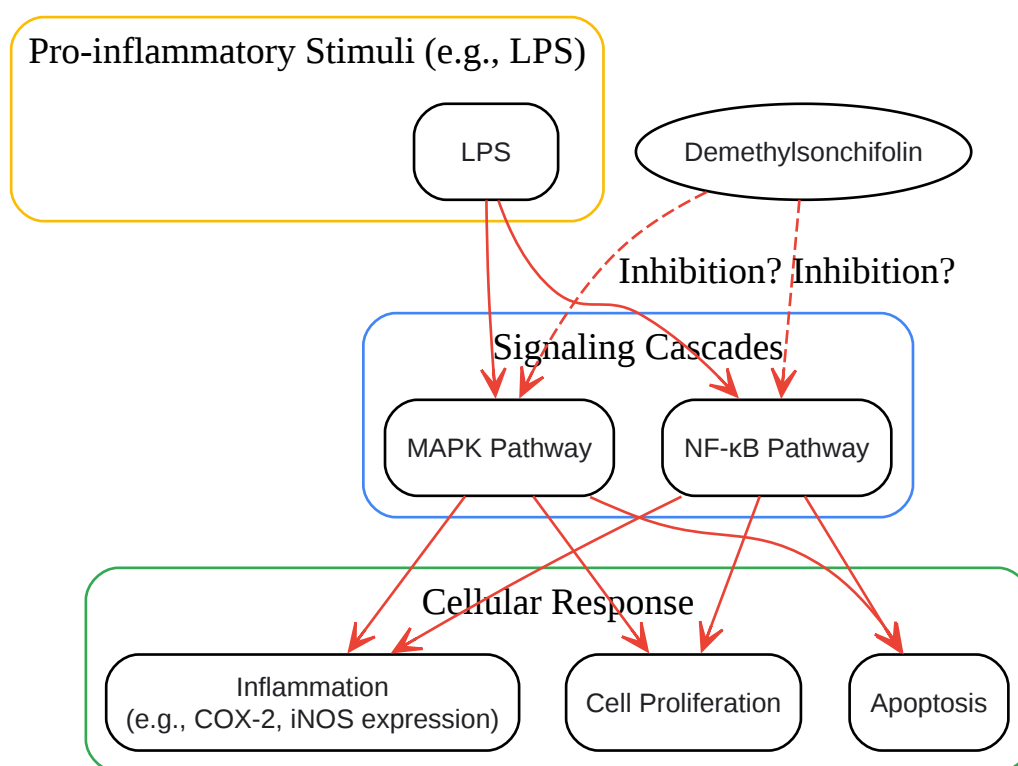 Pro-inflammatory Stimuli (e.g., LPS)
LPS
Demethylsonchifolin
Inhibition?
Inhibition?
Signaling Cascades
MAPK Pathway
NF-κB Pathway
Cellular Response
Inflammation
(e.g., COX-2, iNOS expression)
Cell Proliferation
Apoptosis